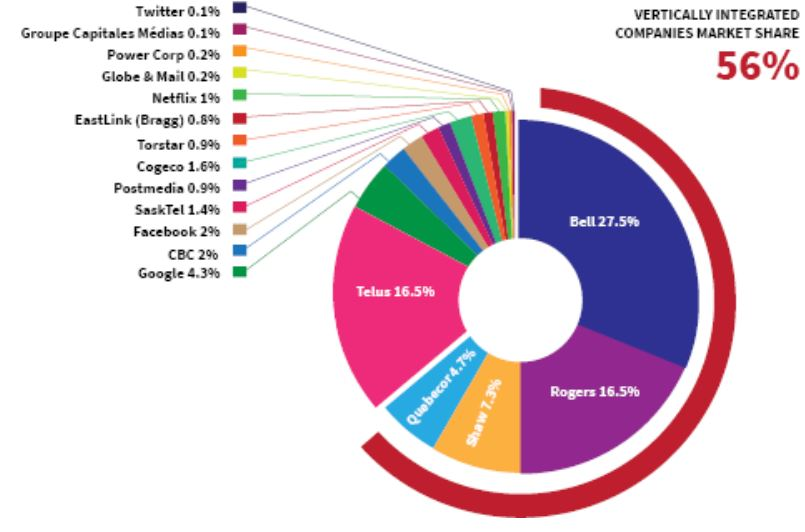 Twitter 0.1%
Groupe Capitales Médias 0.1%
Power Corp 0.2%
Globe & Mail 0.2%
Netflix 1%
EastLink (Bragg) 0.8%
Torstar 0.9%
Cogeco 1.6%
Postmedia 0.9%
SaskTel 1.4%
Facebook 2%
CBC 2%
Google 4.3%
VERTICALLY INTEGRATED
COMPANIES MARKET SHARE
56%
Bell 27.5%
Telus 16.5%
Quebecor 4.7%
Shaw 7.3%
Rogers 16.5%